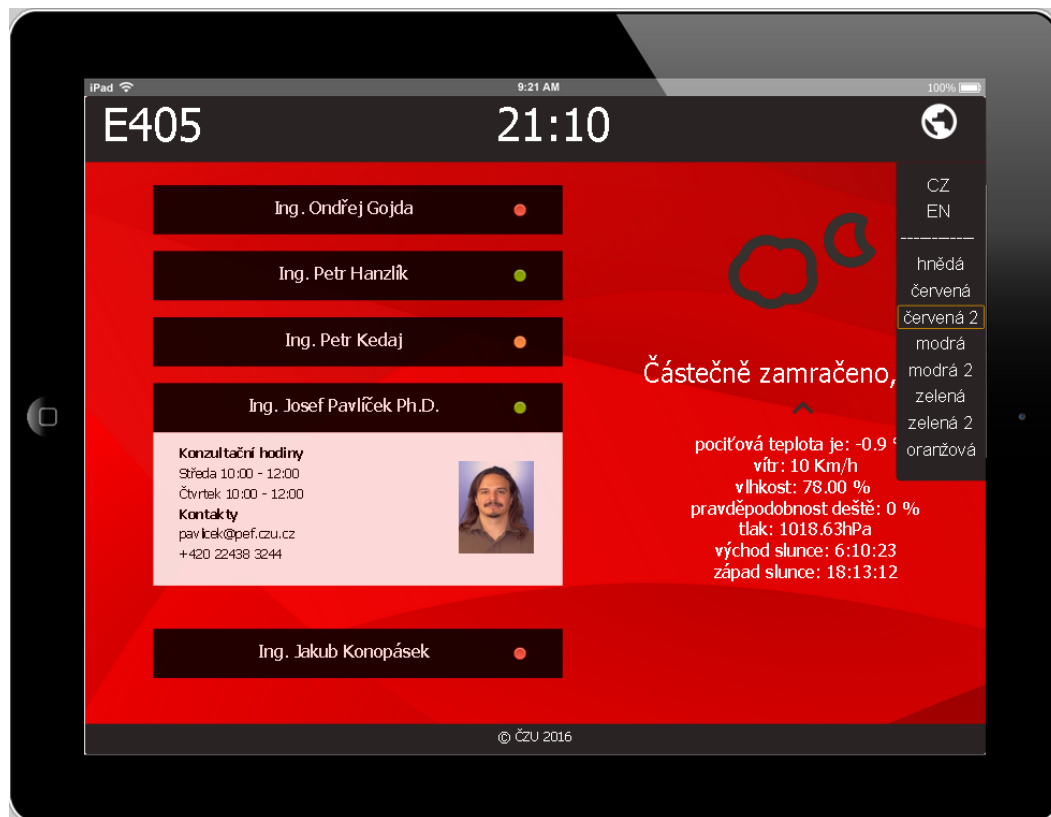 iPad 9:21 AM 100%
E405 21:10
Ing. Ondřej Gojda
Ing. Petr Hanzlík
Ing. Petr Kedaj
Ing. Josef Pavlíček Ph.D.
Konzultační hodiny
Středa 10:00 - 12:00
Čtvrtek 10:00 - 12:00
Kontakty
pavlicek@pef.czu.cz
+420 22438 3244
Ing. Jakub Konopásek
Částečně zamračeno,
pociťová teplota je: -0.9 °
vítr: 10 Km/h
vlhkost: 78.00 %
pravděpodobnost deště: 0 %
tlak: 1018.63hPa
východ slunce: 6:10:23
západ slunce: 18:13:12
CZ
EN
------------
hnědá
červená
červená 2
modrá
modrá 2
zelená
zelená 2
oranžová
© ČZU 2016